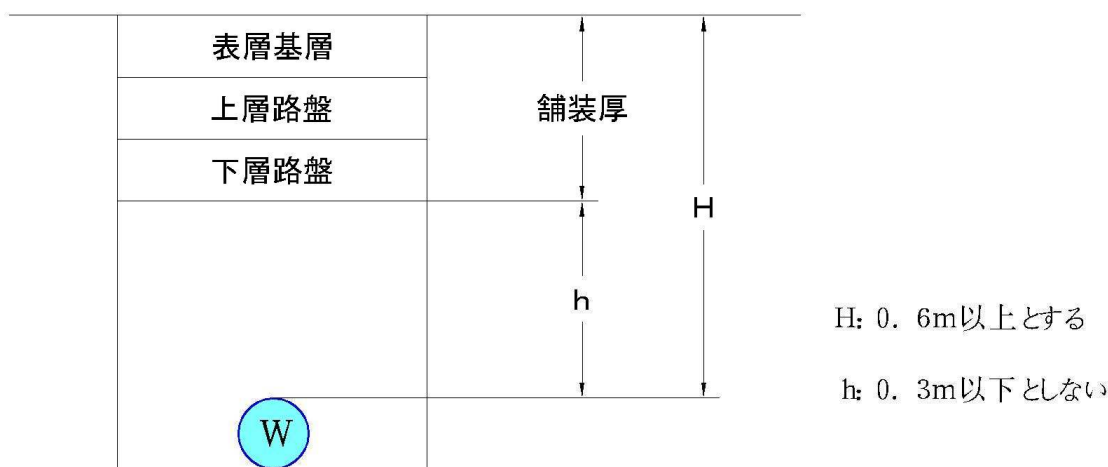 表層基層
上層路盤
舗装厚
下層路盤
H
h
H: 0. 6m以上とする
h: 0. 3m以下としない
W